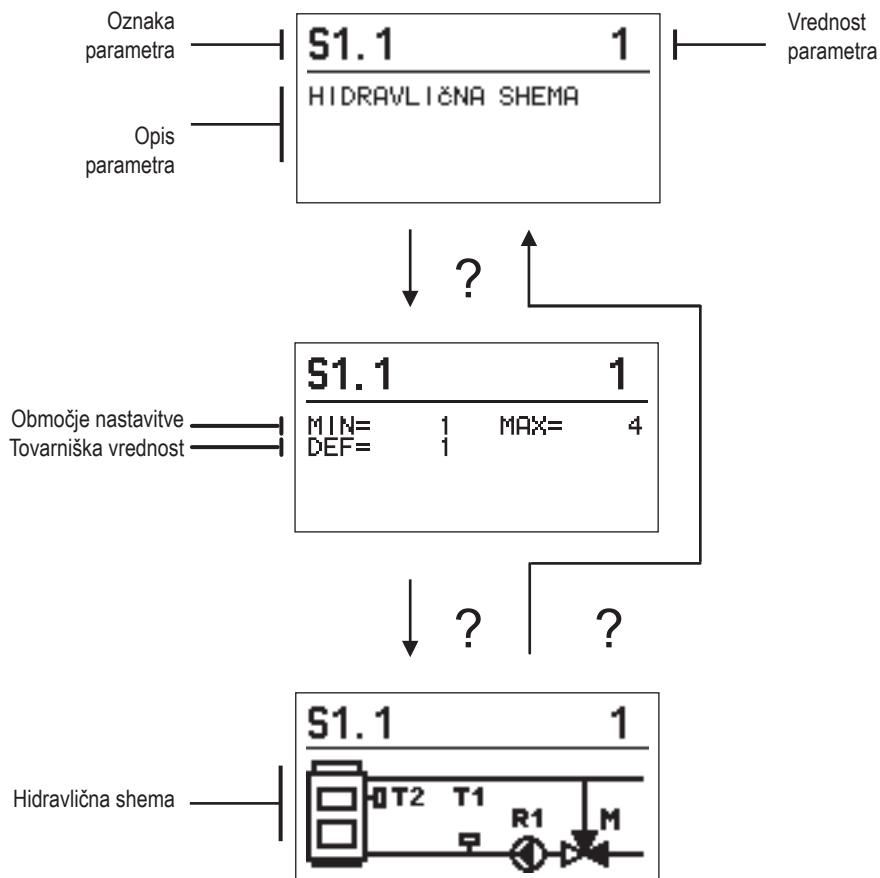 Oznaka
parametra
S1.1 1
Vrednost
parametra
HIDRAVLIčNA SHEMA
Opis
parametra
?
S1.1 1
Območje nastavitve
MIN= 1 MAX= 4
Tovarniška vrednost
DEF= 1
? ?
S1.1 1
Hidravlična shema
T2 T1
R1 M